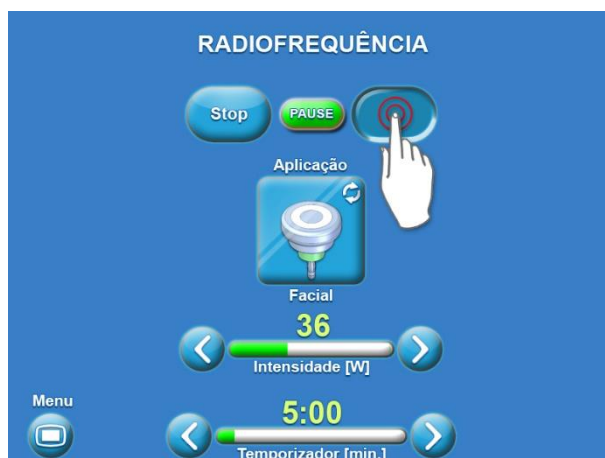 RADIOFREQUÊNCIA
Stop
PAUSE
Aplicação
Facial
36
Intensidade [W]
Menu
5:00
Temporizador [min.]